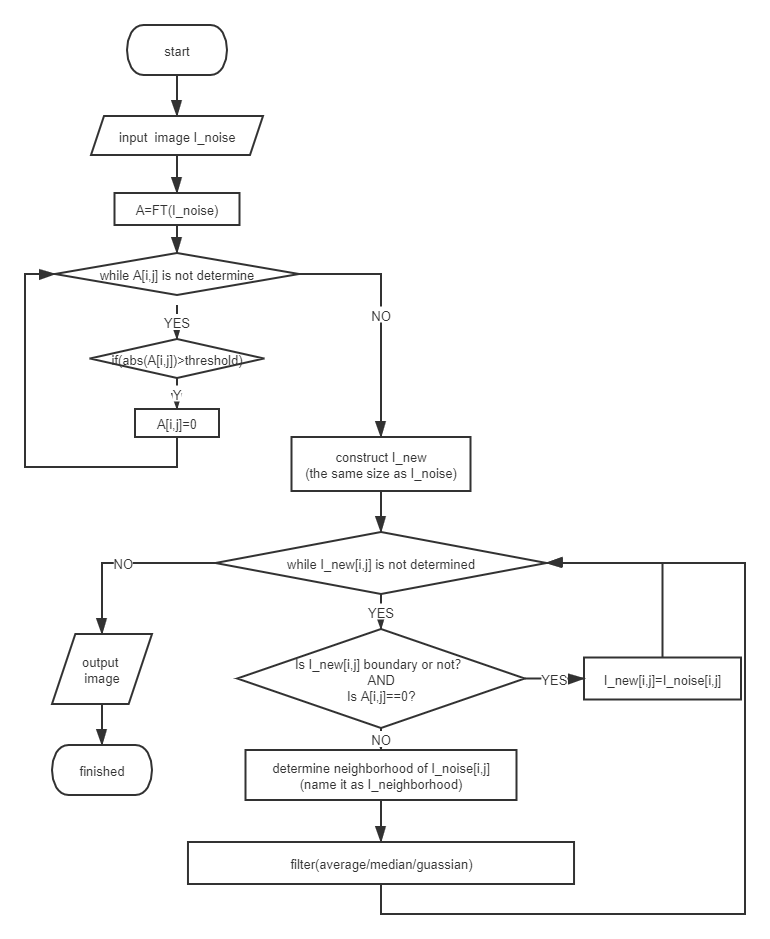 start
input image I_noise
A=FT(I_noise)
while A[i,j] is not determine
YES
NO
if(abs(A[i,j])>threshold)
Y
A[i,j]=0
construct I_new
(the same size as I_noise)
while I_new[i,j] is not determined
NO
YES
output
image
Is I_new[i,j] boundary or not?
AND
Is A[i,j]==0?
YES
I_new[i,j]=I_noise[i,j]
NO
finished
determine neighborhood of I_noise[i,j]
(name it as I_neighborhood)
filter(average/median/guassian)